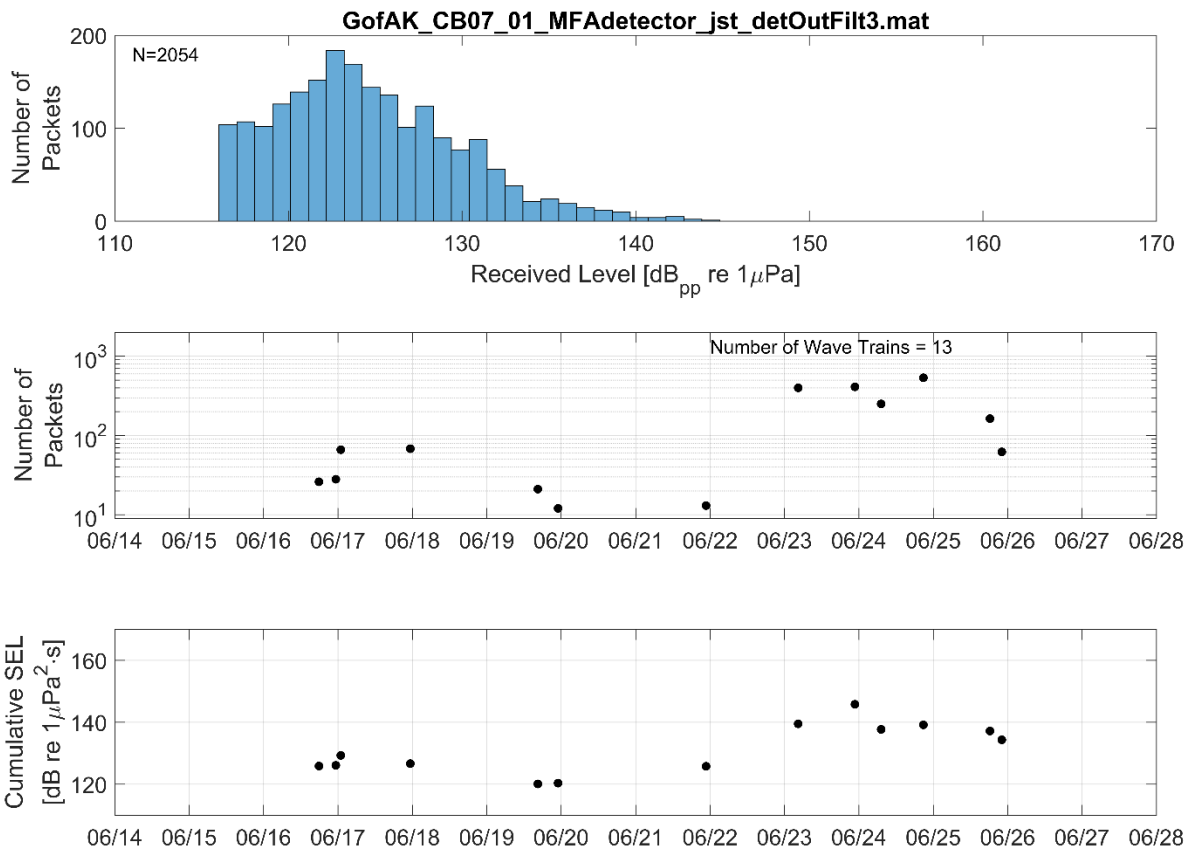 GofAK_CB07_01_MFAdetector_jst_detOutFilt3.mat
N=2054
Number of
Packets
200
100
0
110 120 130 140 150 160 170
Received Level [dBpp re 1μPa]
Number of Wave Trains = 13
Number of
Packets
10³
10²
10¹
06/14 06/15 06/16 06/17 06/18 06/19 06/20 06/21 06/22 06/23 06/24 06/25 06/26 06/27 06/28
Cumulative SEL
[dB re 1μPa²·s]
160
140
120
06/14 06/15 06/16 06/17 06/18 06/19 06/20 06/21 06/22 06/23 06/24 06/25 06/26 06/27 06/28